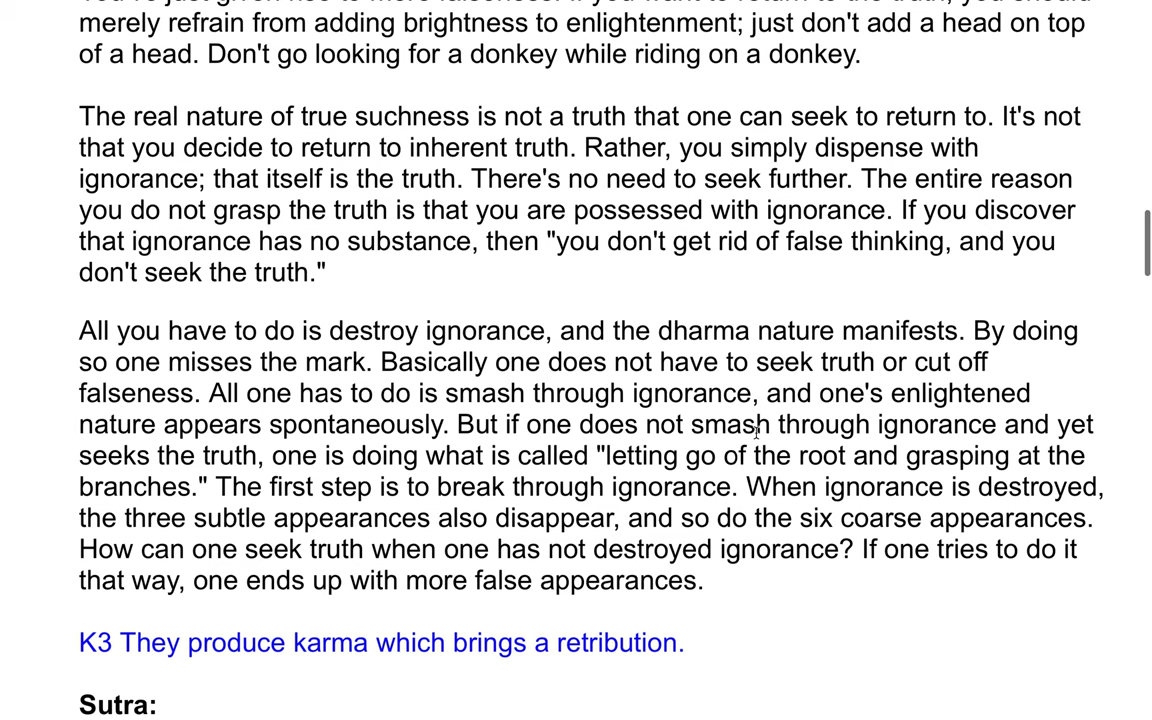 merely refrain from adding brightness to enlightenment; just don't add a head on top
of a head. Don't go looking for a donkey while riding on a donkey.
The real nature of true suchness is not a truth that one can seek to return to. It's not
that you decide to return to inherent truth. Rather, you simply dispense with
ignorance; that itself is the truth. There's no need to seek further. The entire reason
you do not grasp the truth is that you are possessed with ignorance. If you discover
that ignorance has no substance, then "you don't get rid of false thinking, and you
don't seek the truth."
All you have to do is destroy ignorance, and the dharma nature manifests. By doing
so one misses the mark. Basically one does not have to seek truth or cut off
falseness. All one has to do is smash through ignorance, and one's enlightened
nature appears spontaneously. But if one does not smash through ignorance and yet
seeks the truth, one is doing what is called "letting go of the root and grasping at the
branches." The first step is to break through ignorance. When ignorance is destroyed,
the three subtle appearances also disappear, and so do the six coarse appearances.
How can one seek truth when one has not destroyed ignorance? If one tries to do it
that way, one ends up with more false appearances.
K3 They produce karma which brings a retribution.
Sutra: